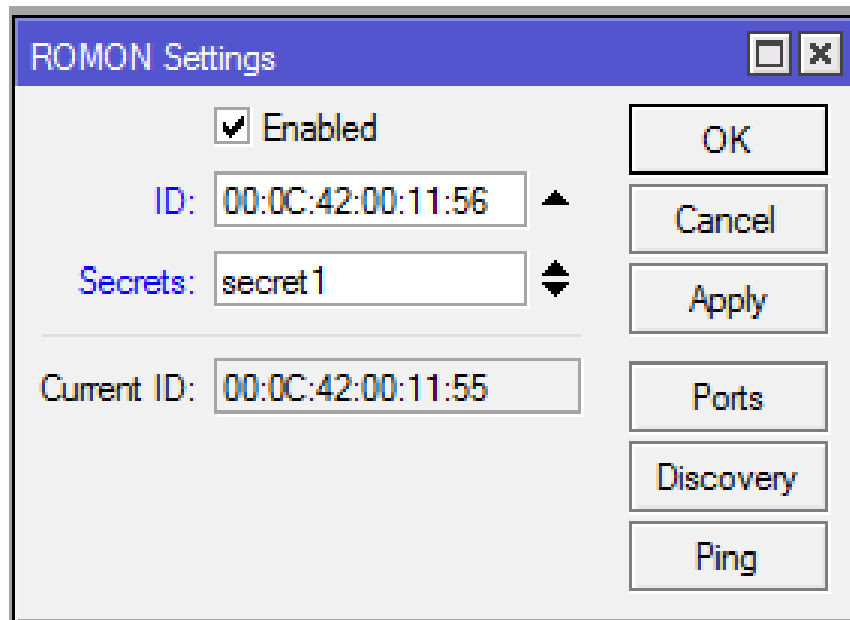 ROMON Settings
Enabled
ID: 00:0C:42:00:11:56
Secrets: secret1
Current ID: 00:0C:42:00:11:55
OK
Cancel
Apply
Ports
Discovery
Ping